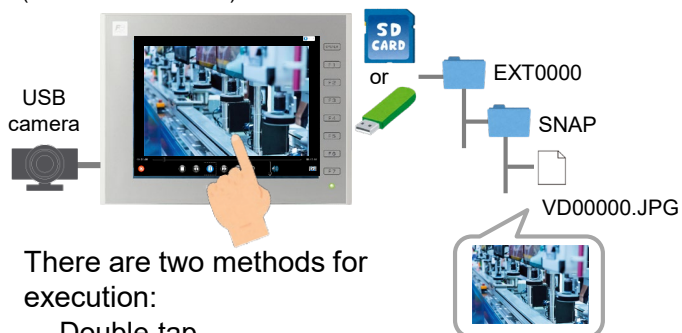 SD
CARD
or
EXT0000
USB
camera
SNAP
VD00000.JPG
There are two methods for
execution:
Double-tap